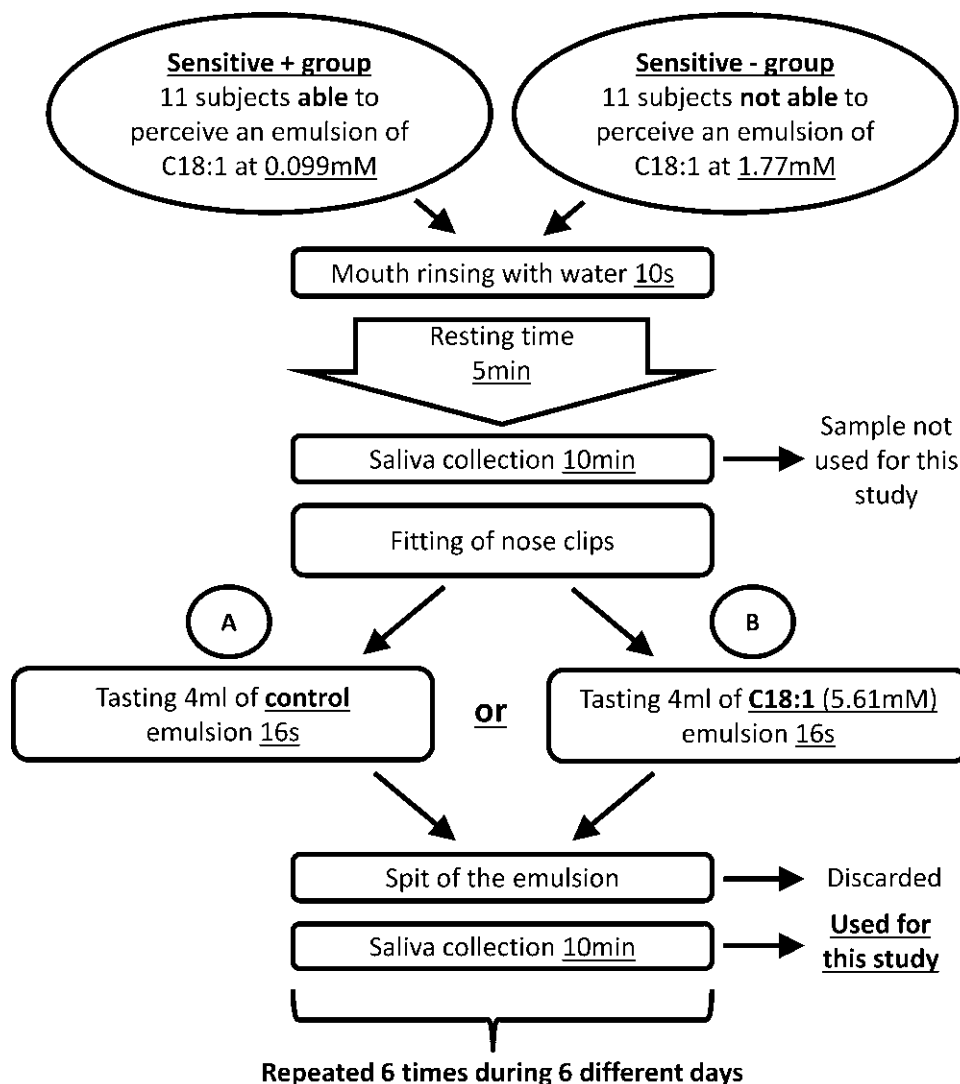 Sensitive + group
11 subjects able to
perceive an emulsion of
C18:1 at 0.099mM
Sensitive - group
11 subjects not able to
perceive an emulsion of
C18:1 at 1.77mM
Mouth rinsing with water 10s
Resting time
5min
Saliva collection 10min
Sample not
used for this
study
Fitting of nose clips
A
B
Tasting 4ml of control
emulsion 16s
or
Tasting 4ml of C18:1 (5.61mM)
emulsion 16s
Spit of the emulsion
Discarded
Saliva collection 10min
Used for
this study
Repeated 6 times during 6 different days